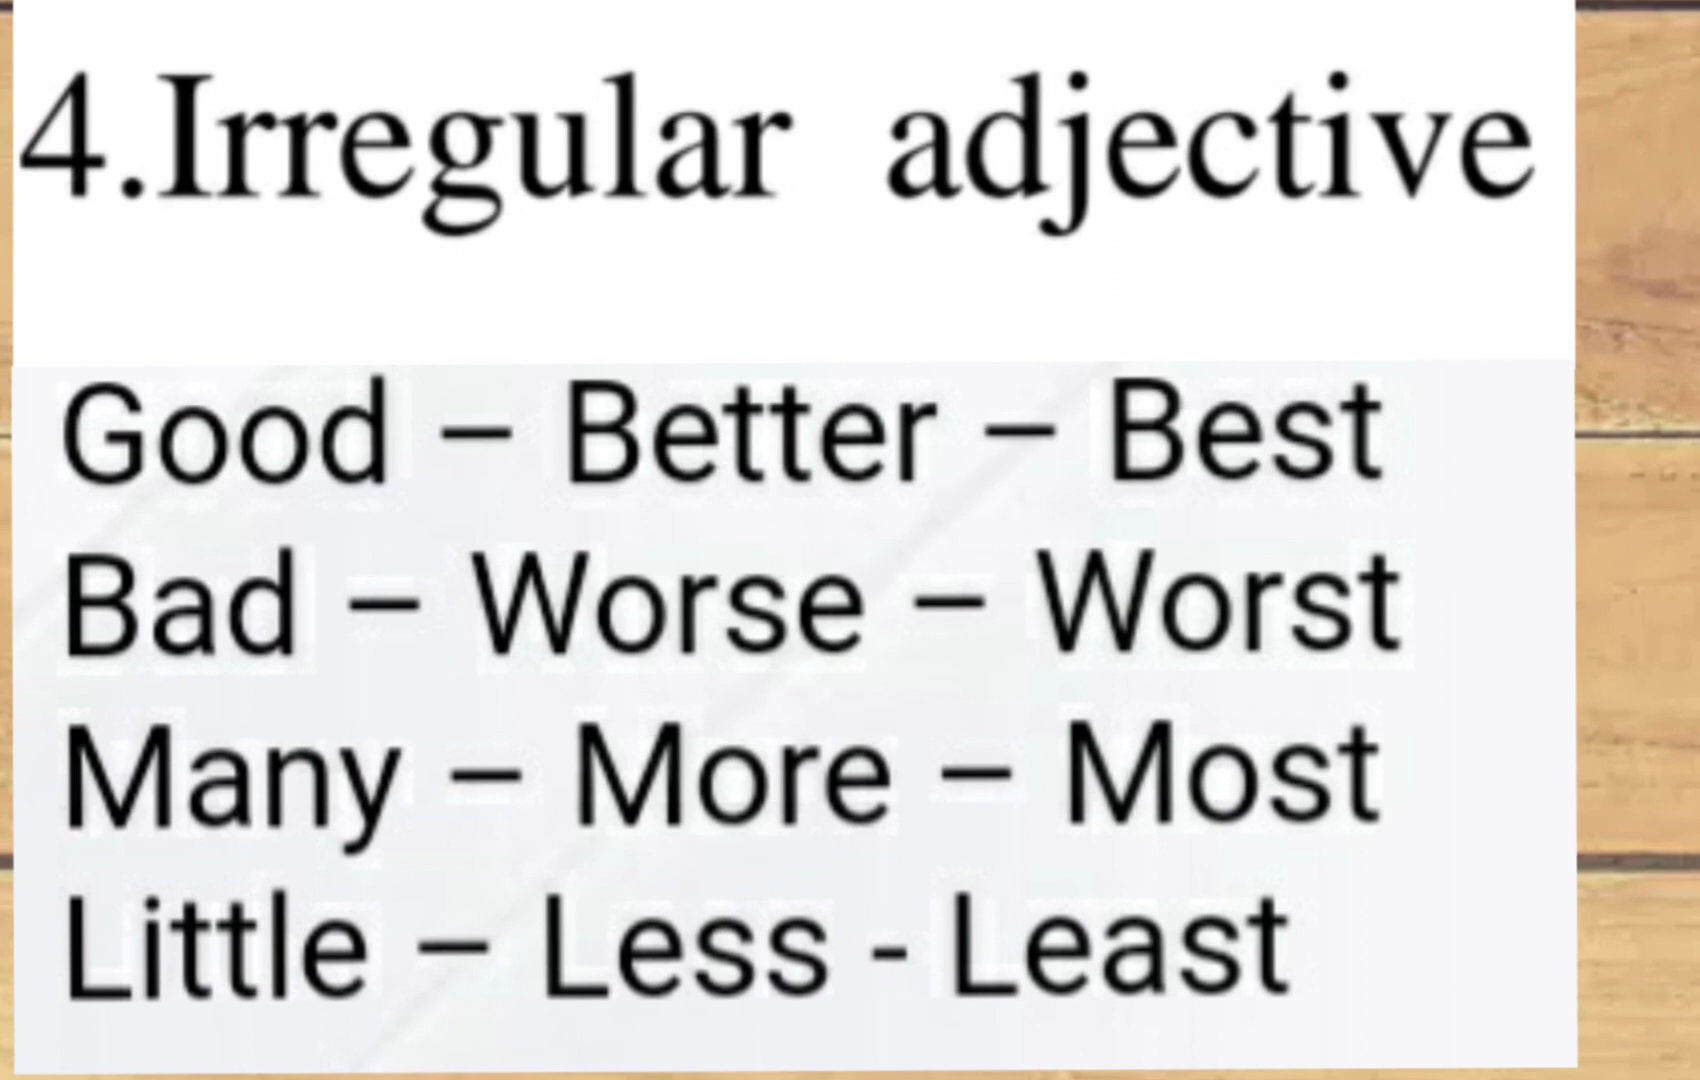 4.Irregular adjective
Good – Better – Best
Bad – Worse – Worst
Many – More – Most
Little – Less - Least